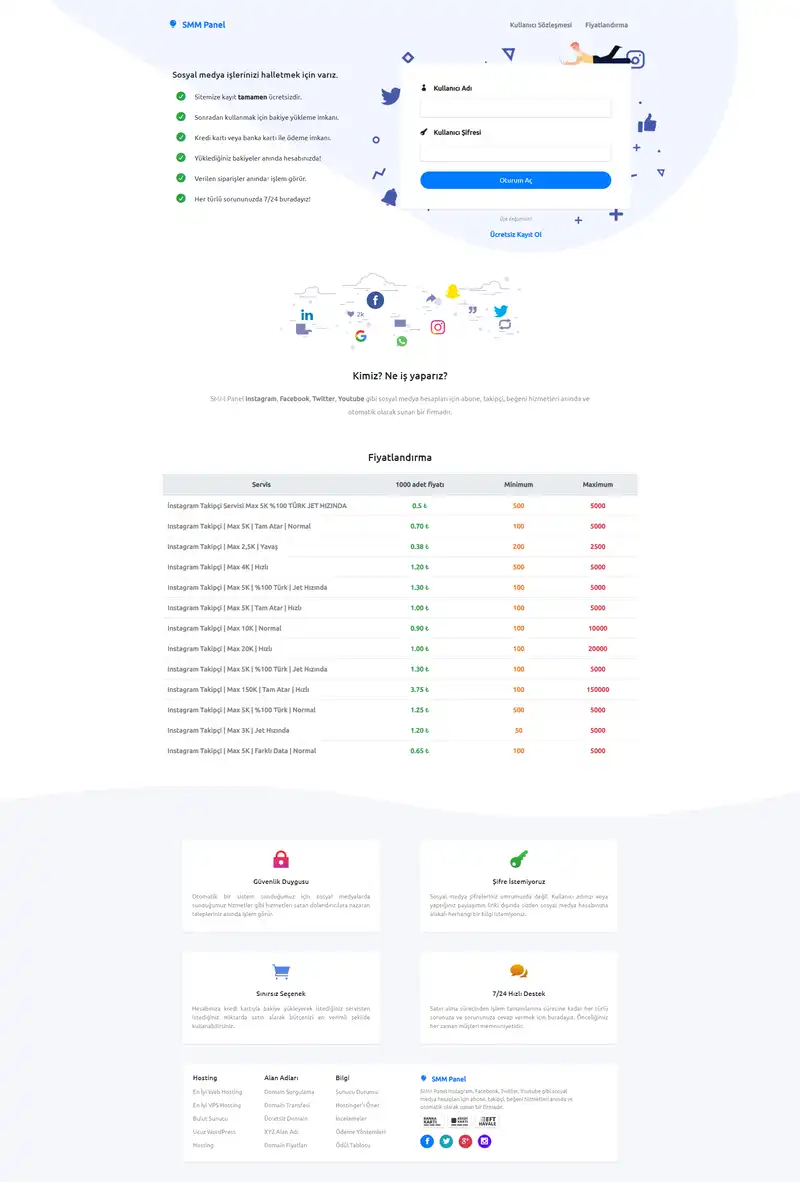 SMM Panel
Kullanıcı Sözleşmesi
Fiyatlandırma
Sosyal medya işlerinizi halletmek için varız.
Sitemize kayıt tamamen ücretsizdir.
Sonradan kullanmak için bakiye yükleme imkanı.
Kredi kartı veya banka kartı ile ödeme imkanı.
Yüklediğiniz bakiyeler anında hesabınızda!
Verilen siparişler anında işlem görür.
Her türlü sorununuzda 7/24 buradayız!
Kullanıcı Adı
Kullanıcı Şifresi
Oturum Aç
Üye değil misin?
Ücretsiz Kayıt Ol
2k
Kimiz? Ne iş yaparız?
SMM Panel Instagram, Facebook, Twitter, Youtube gibi sosyal medya hesapları için abone, takipçi, beğeni hizmetleri anında ve
otomatik olarak sunan bir firmadır.
Fiyatlandırma
Servis 1000 adet fiyatı Minimum Maximum
İnstagram Takipçi Servisi Max 5K %100 TÜRK JET HIZINDA 0.5 ₺ 500 5000
Instagram Takipçi | Max 5K | Tam Atar | Normal 0.70 ₺ 100 5000
Instagram Takipçi | Max 2,5K | Yavaş 0.38 ₺ 200 2500
Instagram Takipçi | Max 4K | Hızlı 1.20 ₺ 500 5000
Instagram Takipçi | Max 5K | %100 Türk | Jet Hızında 1.30 ₺ 100 5000
Instagram Takipçi | Max 5K | Tam Atar | Hızlı 1.00 ₺ 100 5000
Instagram Takipçi | Max 10K | Normal 0.90 ₺ 100 10000
Instagram Takipçi | Max 20K | Hızlı 1.00 ₺ 100 20000
Instagram Takipçi | Max 5K | %100 Türk | Jet Hızında 1.30 ₺ 100 5000
Instagram Takipçi | Max 150K | Tam Atar | Hızlı 3.75 ₺ 100 150000
Instagram Takipçi | Max 5K | %100 Türk | Normal 1.25 ₺ 500 5000
Instagram Takipçi | Max 3K | Jet Hızında 1.20 ₺ 50 5000
Instagram Takipçi | Max 5K | Farklı Data | Normal 0.65 ₺ 100 5000
Güvenlik Duygusu
Otomatik bir sistem sunduğumuz için sosyal medyalarda
sunduğumuz hizmetler gibi hizmetleri satan dolandırıcılara nazaran
talepleriniz anında işlem görür.
Şifre İstemiyoruz
Sosyal medya şifreleriniz umrumuzda değil. Kullanıcı adınızı veya
yaptığınız paylaşımın linki dışında sizden sosyal medya hesabınızla
alakalı herhangi bir bilgi istemiyoruz.
Sınırsız Seçenek
Hesabınıza kredi kartıyla bakiye yükleyerek istediğiniz servisten
istediğiniz miktarda satın alarak bütçenizi en verimli şekilde
kullanabilirsiniz.
7/24 Hızlı Destek
Satın alma sürecinden işlem tamamlanma sürecine kadar her türlü
sorunuza ve sorununuza cevap vermek için buradayız. Önceliğimiz
her zaman müşteri memnuniyetidir.
Hosting
En İyi Web Hosting
En İyi VPS Hosting
Bulut Sunucu
Ucuz WordPress
Hosting
Alan Adları
Domain Sorgulama
Domain Transferi
Ücretsiz Domain
XYZ Alan Adı
Domain Fiyatları
Bilgi
Sunucu Durumu
Hostinger'i Öner
İncelemeler
Ödeme Yöntemleri
Ödül Tablosu
SMM Panel
SMM Panel Instagram, Facebook, Twitter, Youtube gibi sosyal
medya hesapları için abone, takipçi, beğeni hizmetleri anında ve
otomatik olarak sunan bir firmadır.
BANKA KARTI
KREDİ KARTI
EFT HAVALE